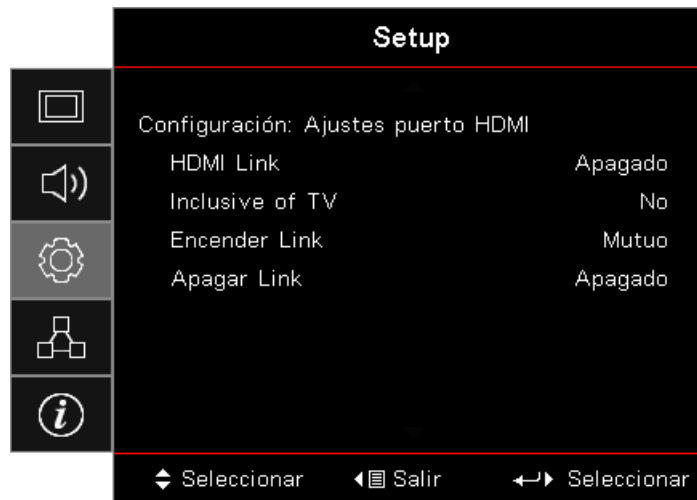 Setup
Configuración: Ajustes puerto HDMI
HDMI Link Apagado
Inclusive of TV No
Encender Link Mutuo
Apagar Link Apagado
Seleccionar Salir Seleccionar